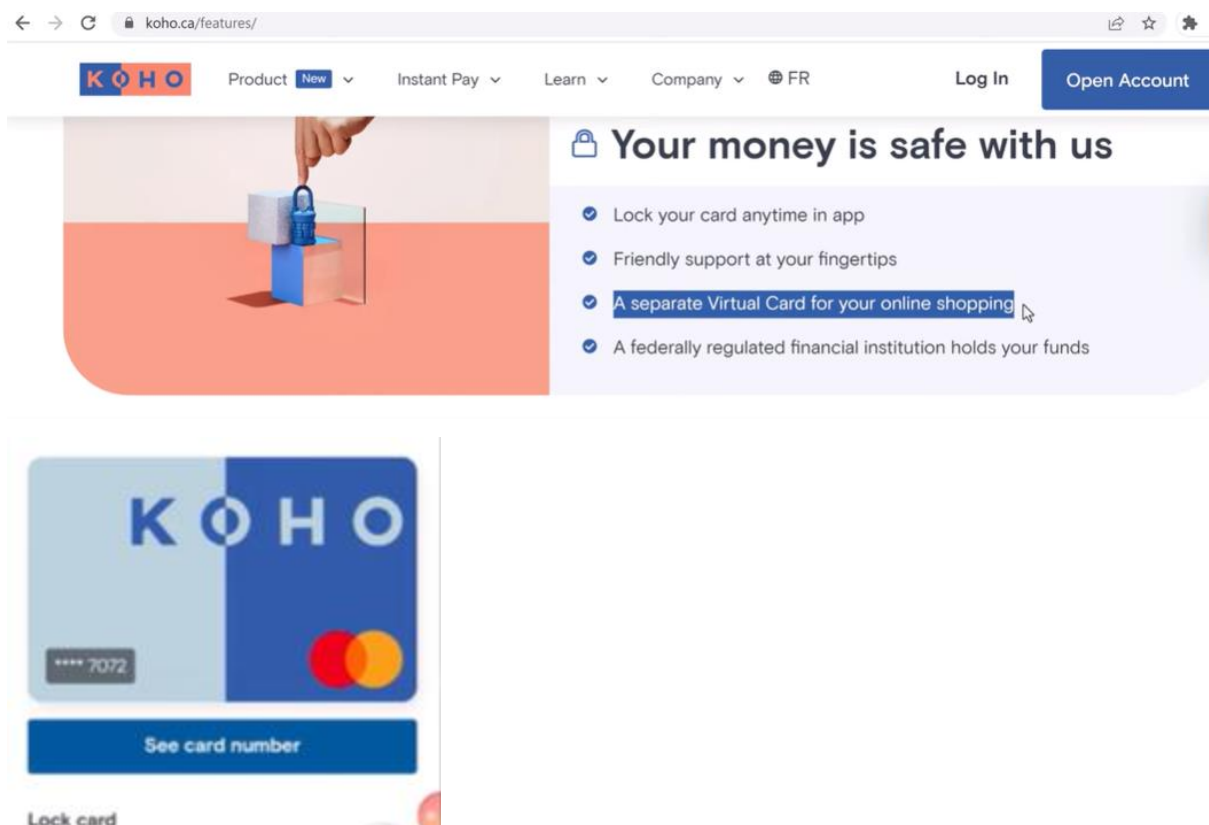 koho.ca/features/
KOHO Product New Instant Pay Learn Company FR Log In Open Account
Your money is safe with us
Lock your card anytime in app
Friendly support at your fingertips
A separate Virtual Card for your online shopping
A federally regulated financial institution holds your funds
KOHO
**** 7072
See card number
Lock card